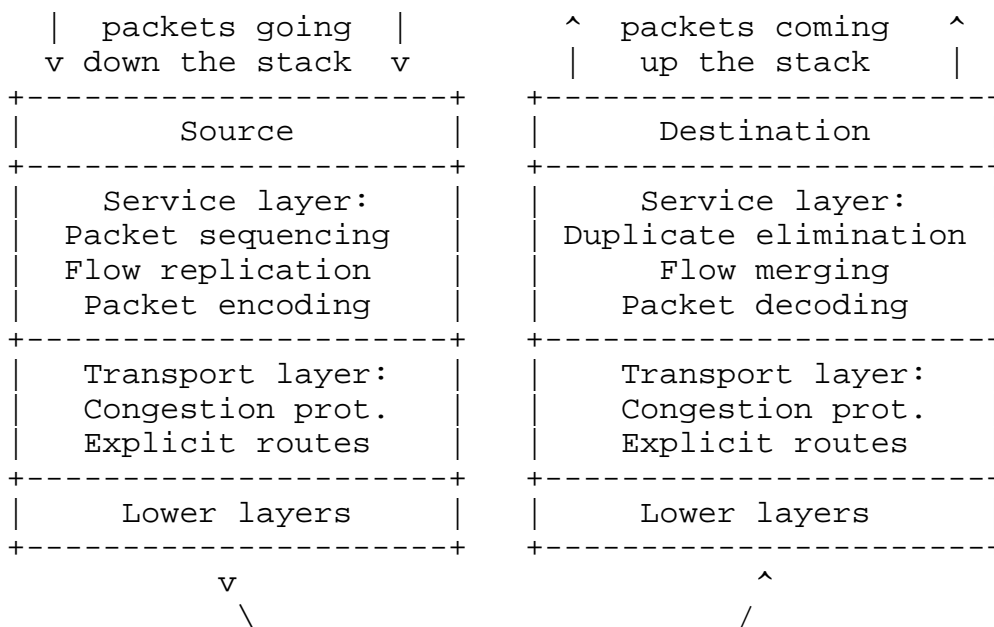 |  packets going  |      ^  packets coming   ^
v down the stack  v      |   up the stack    |
+----------------------+   +-----------------------
|        Source        |   |      Destination
+----------------------+   +-----------------------
|    Service layer:    |   |     Service layer:
|  Packet sequencing   |   | Duplicate elimination
|  Flow replication    |   |      Flow merging
|   Packet encoding    |   |    Packet decoding
+----------------------+   +-----------------------
|   Transport layer:   |   |    Transport layer:
|   Congestion prot.   |   |    Congestion prot.
|   Explicit routes    |   |    Explicit routes
+----------------------+   +-----------------------
|     Lower layers     |   |     Lower layers
+----------------------+   +-----------------------
v                           ^
\                         /